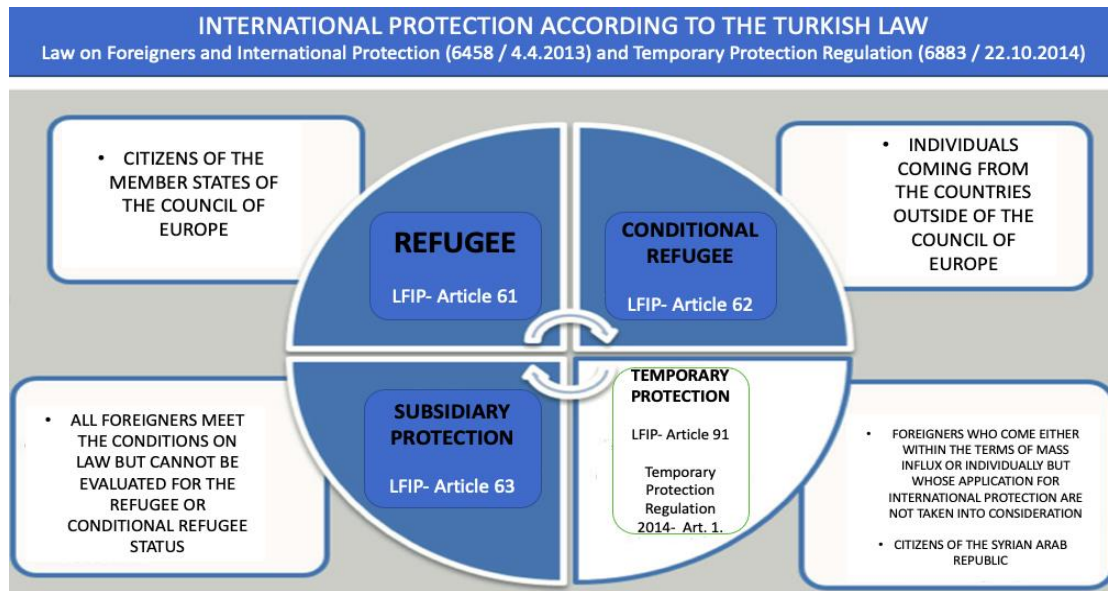 INTERNATIONAL PROTECTION ACCORDING TO THE TURKISH LAW
Law on Foreigners and International Protection (6458 / 4.4.2013) and Temporary Protection Regulation (6883 / 22.10.2014)
• CITIZENS OF THE
MEMBER STATES OF
THE COUNCIL OF
EUROPE
REFUGEE
LFIP- Article 61
CONDITIONAL
REFUGEE
LFIP- Article 62
• INDIVIDUALS
COMING FROM
THE COUNTRIES
OUTSIDE OF THE
COUNCIL OF
EUROPE
• ALL FOREIGNERS MEET
THE CONDITIONS ON
LAW BUT CANNOT BE
EVALUATED FOR THE
REFUGEE OR
CONDITIONAL REFUGEE
STATUS
SUBSIDIARY
PROTECTION
LFIP- Article 63
TEMPORARY
PROTECTION
LFIP- Article 91
Temporary
Protection
Regulation
2014- Art. 1.
• FOREIGNERS WHO COME EITHER
WITHIN THE TERMS OF MASS
INFLUX OR INDIVIDUALLY BUT
WHOSE APPLICATION FOR
INTERNATIONAL PROTECTION ARE
NOT TAKEN INTO CONSIDERATION
• CITIZENS OF THE SYRIAN ARAB
REPUBLIC